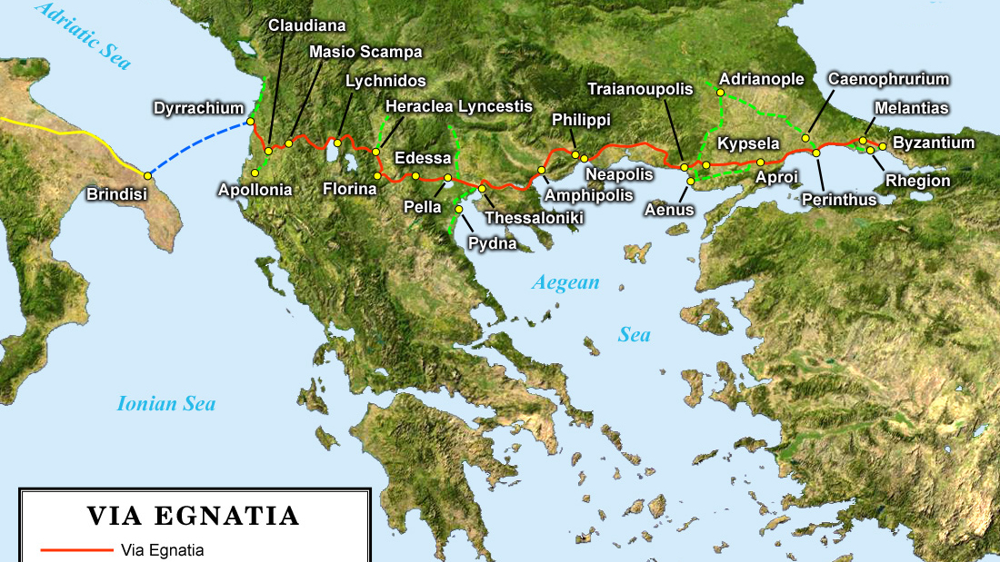 Adriatic Sea
Claudiana
Masio Scampa
Lychnidos
Dyrrachium
Heraclea Lyncestis
Traianoupolis
Adrianople
Caenophrurium
Melantias
Philippi
Byzantium
Kypsela
Edessa
Neapolis
Aproi
Rhegion
Brindisi
Apollonia
Florina
Amphipolis
Perinthus
Pella
Aenus
Thessaloniki
Pydna
Aegean
Sea
Ionian Sea
VIA EGNATIA
Via Egnatia